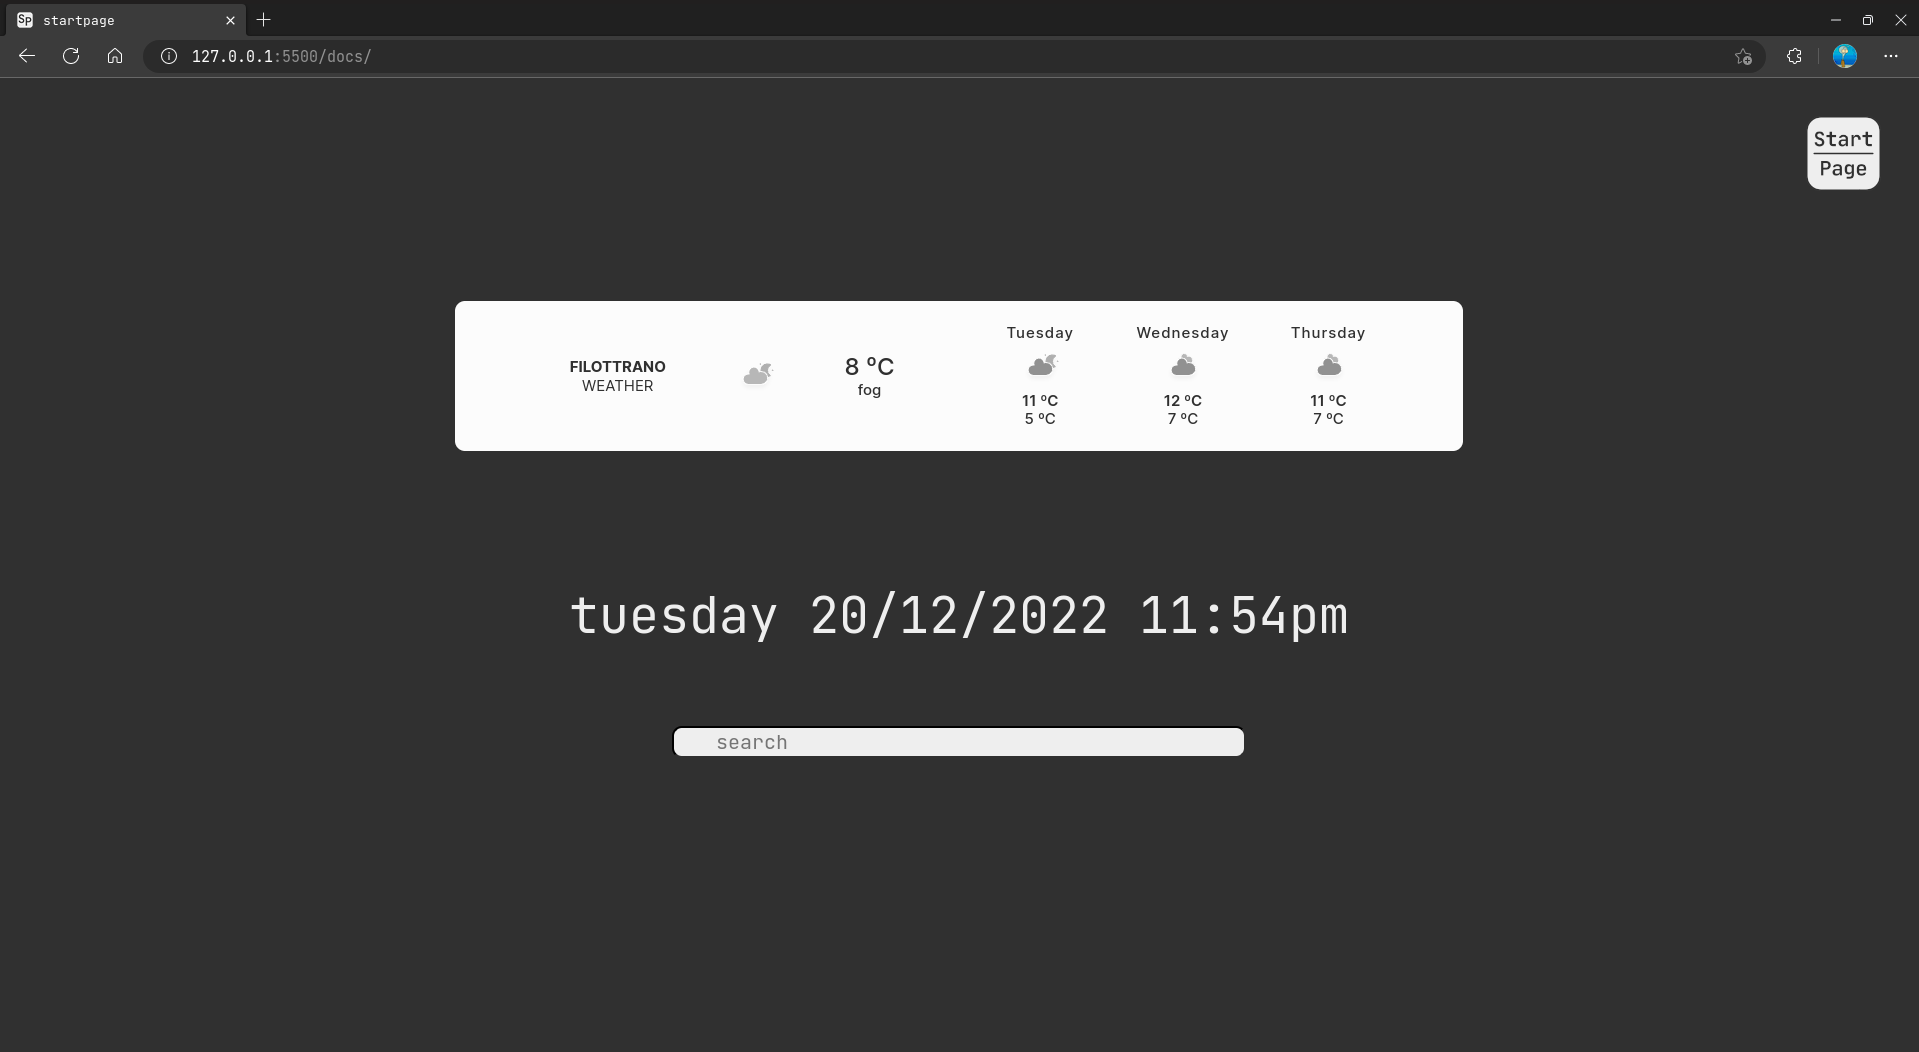 SP startpage
127.0.0.1:5500/docs/
Start
Page
FILOTTRANO
WEATHER
8 ºC
fog
Tuesday
11 ºC
5 ºC
Wednesday
12 ºC
7 ºC
Thursday
11 ºC
7 ºC
tuesday 20/12/2022 11:54pm
search